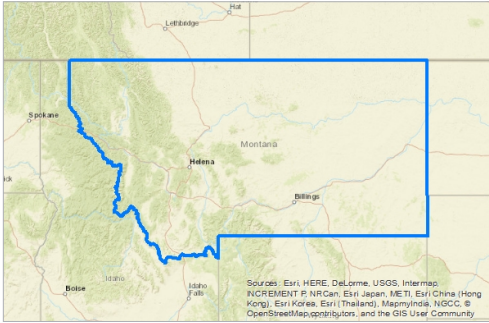 Hat
Lethbridge
Spokane
Montana
Helena
ick
Billings
Idaho
Boise
Idaho
Falls
Sources: Esri, HERE, DeLorme, USGS, Intermap,
INCREMENT P, NRCan, Esri Japan, METI, Esri China (Hong
Kong), Esri Korea, Esri (Thailand), MapmyIndia, NGCC, ©
OpenStreetMap contributors, and the GIS User Community